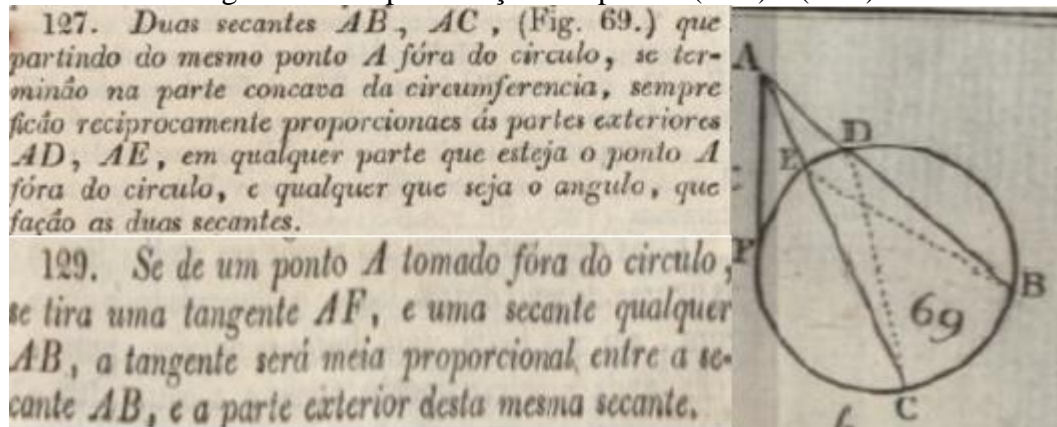 127. Duas secantes AB, AC, (Fig. 69.) que
partindo do mesmo ponto A fóra do circulo, se ter-
minão na parte concava da circumferencia, sempre
ficão reciprocamente proporcionaes ás partes exteriores
AD, AE, em qualquer parte que esteja o ponto A
fóra do circulo, e qualquer que seja o angulo, que
fação as duas secantes.
129. Se de um ponto A tomado fóra do circulo,
se tira uma tangente AF, e uma secante qualquer
AB, a tangente será meia proporcional entre a se-
cante AB, e a parte exterior desta mesma secante.
A
D
E
F
B
69
C